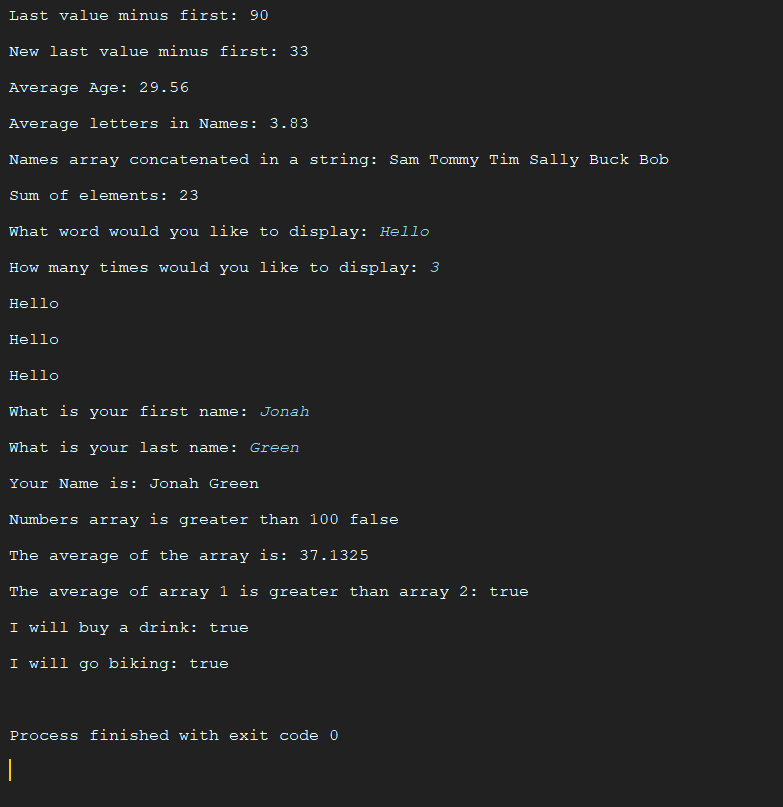 Last value minus first: 90
New last value minus first: 33
Average Age: 29.56
Average letters in Names: 3.83
Names array concatenated in a string: Sam Tommy Tim Sally Buck Bob
Sum of elements: 23
What word would you like to display: Hello
How many times would you like to display: 3
Hello
Hello
Hello
What is your first name: Jonah
What is your last name: Green
Your Name is: Jonah Green
Numbers array is greater than 100 false
The average of the array is: 37.1325
The average of array 1 is greater than array 2: true
I will buy a drink: true
I will go biking: true
Process finished with exit code 0